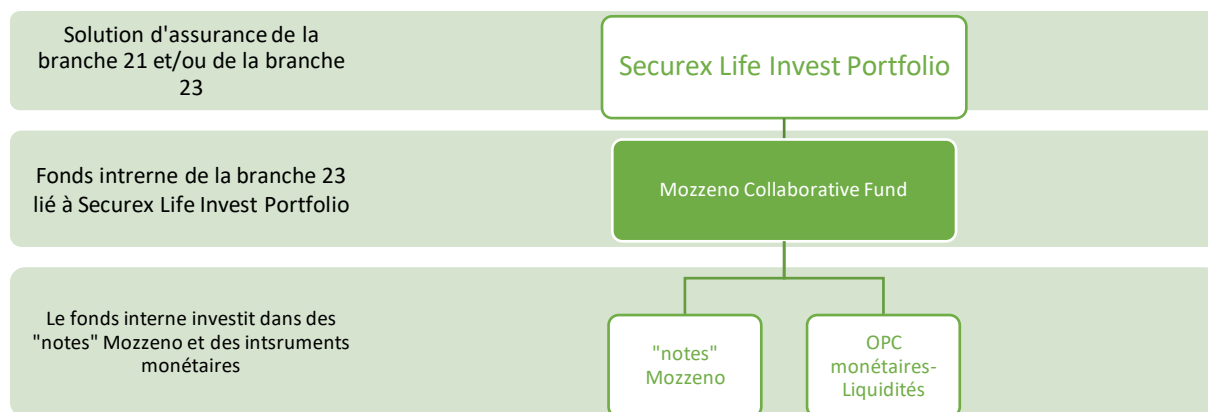 Solution d'assurance de la
branche 21 et/ou de la branche
23
Securex Life Invest Portfolio
Fonds intrerne de la branche 23
lié à Securex Life Invest Portfolio
Mozzeno Collaborative Fund
Le fonds interne investit dans des
"notes" Mozzeno et des intsruments
monétaires
"notes"
Mozzeno
OPC
monétaires-
Liquidités